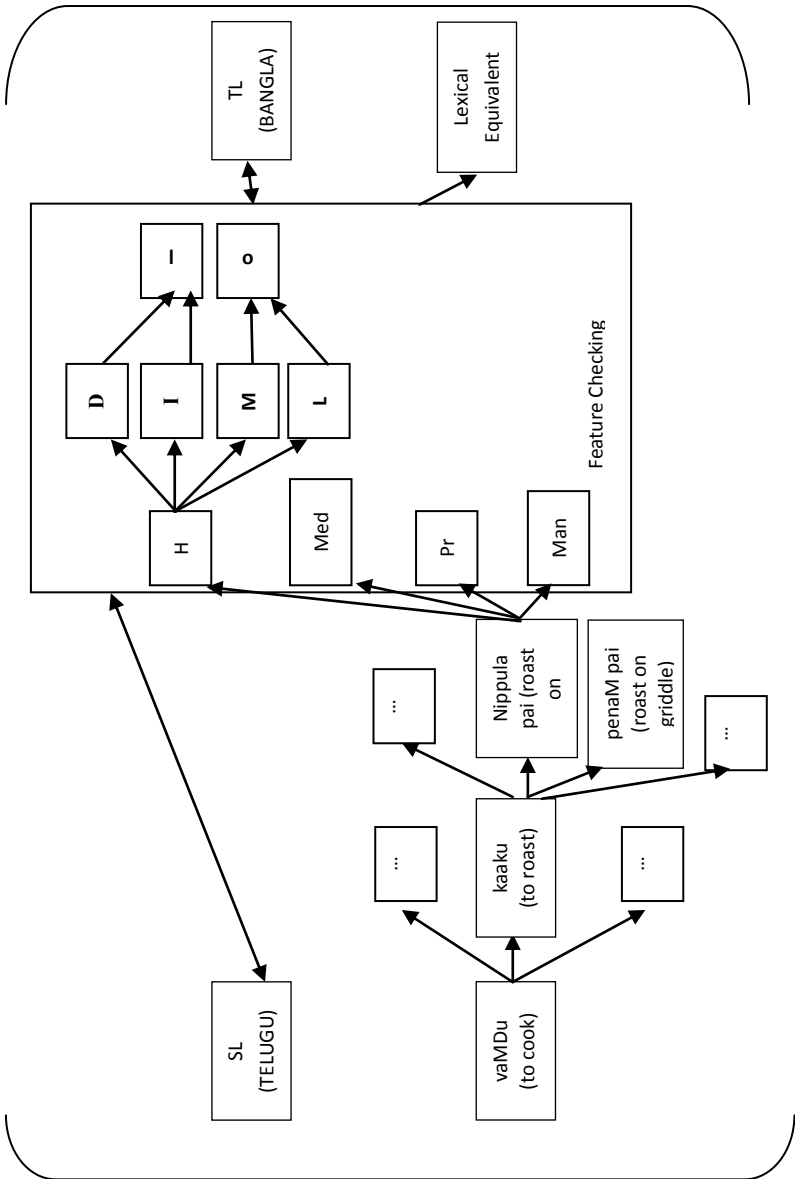 SL
(TELUGU)
TL
(BANGLA)
D
I
I
H
M
o
L
Med
Pr
Man
Feature Checking
Lexical
Equivalent
...
...
vaMDu
(to cook)
kaaku
(to roast)
Nippula
pai (roast
on
penaM pai
(roast on
griddle)
...
...